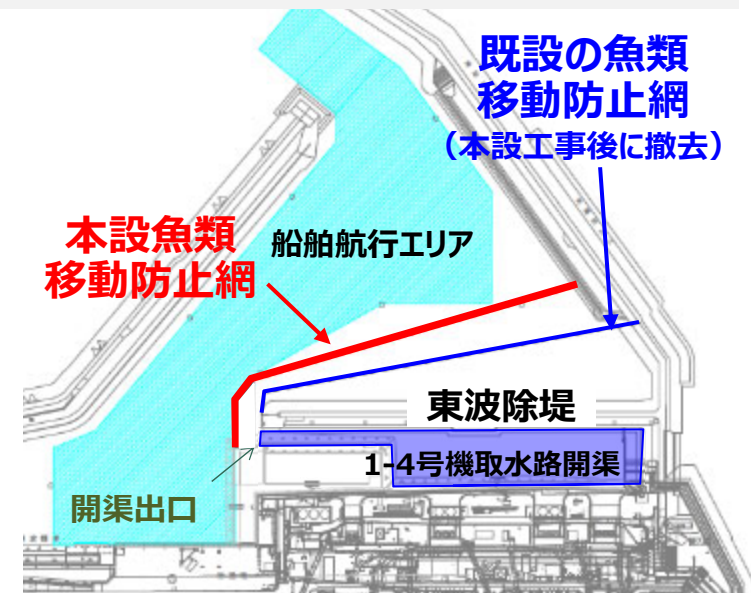 既設の魚類
移動防止網
（本設工事後に撤去）
本設魚類
移動防止網
船舶航行エリア
東波除堤
1-4号機取水路開渠
開渠出口